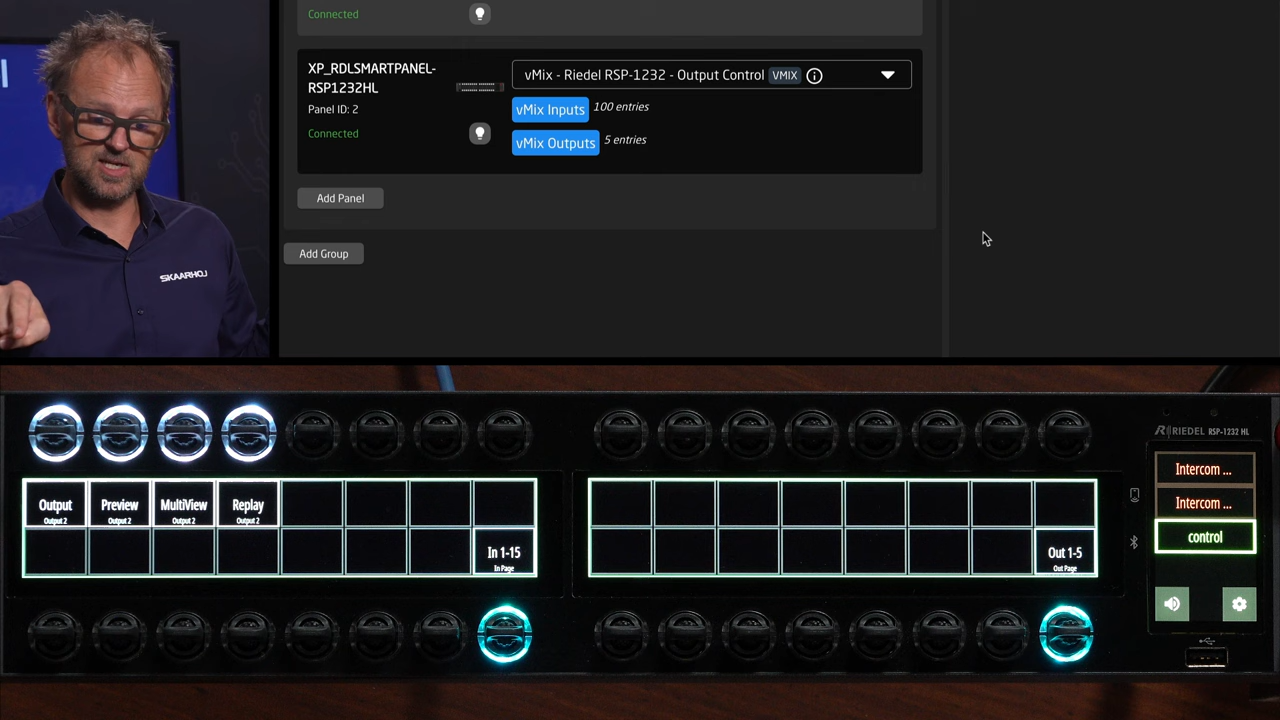 Connected
XP_RDLSMARTPANEL-
RSP1232HL
Panel ID: 2
Connected
vMix - Riedel RSP-1232 - Output Control VMIX
vMix Inputs 100 entries
vMix Outputs 5 entries
Add Panel
Add Group
SKAARHOJ
RIEDEL RSP-1232 HL
Intercom ...
Intercom ...
control
Output
Output 2
Preview
Output 2
MultiView
Output 2
Replay
Output 2
In 1-15
In Page
Out 1-5
Out Page